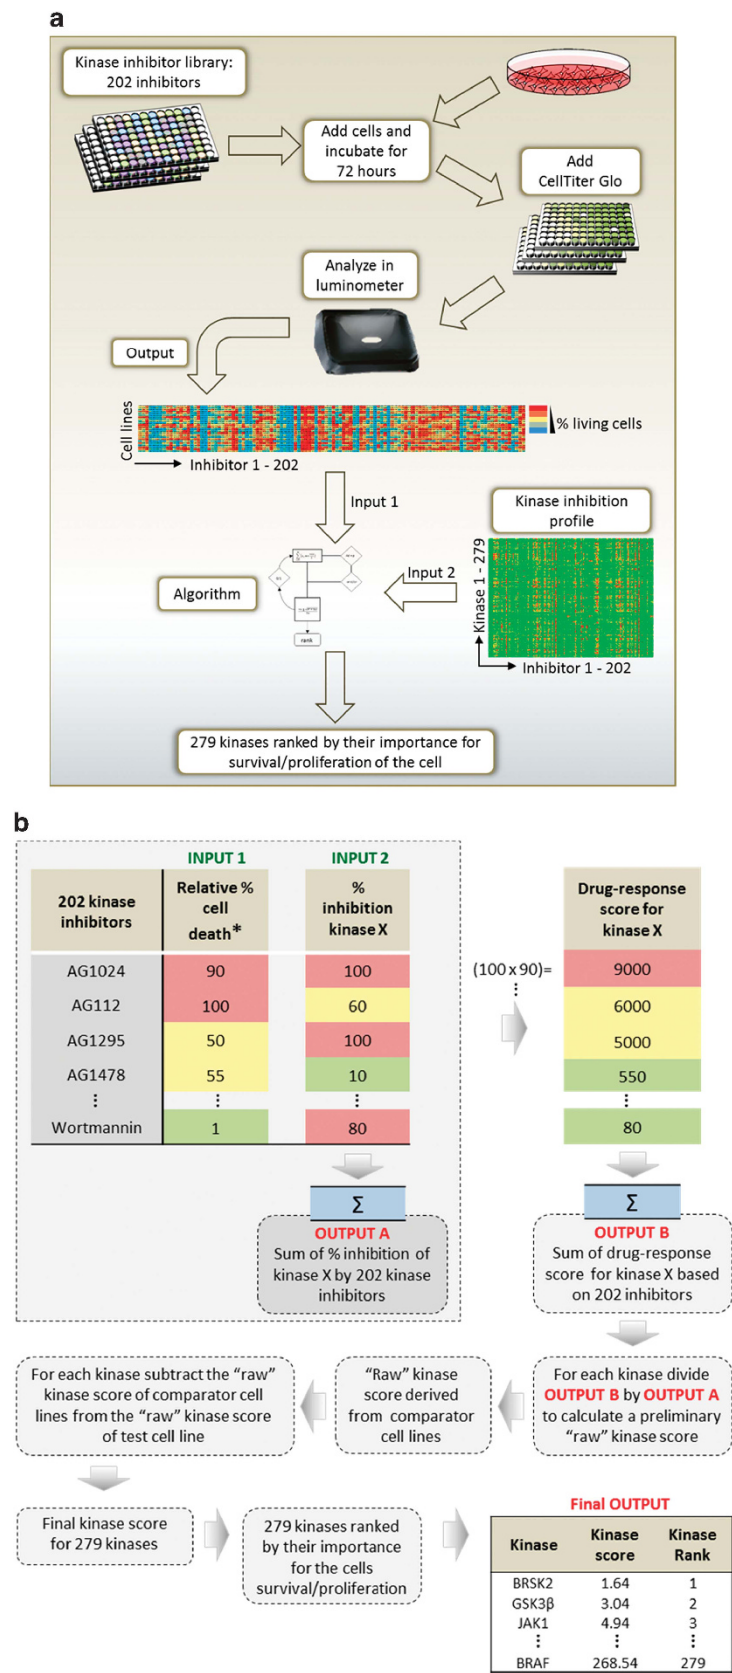 a
Kinase inhibitor library:
202 inhibitors
Add cells and
incubate for
72 hours
Add
CellTiter Glo
Analyze in
luminometer
Output
Cell lines
% living cells
Inhibitor 1 - 202
Input 1
Kinase inhibition
profile
Input 2
Algorithm
Kinase 1 - 279
rank
Inhibitor 1 - 202
279 kinases ranked by their importance for
survival/proliferation of the cell
b
INPUT 1
INPUT 2
202 kinase
inhibitors
Relative %
cell
death*
%
inhibition
kinase X
Drug-response
score for
kinase X
AG1024 90 100 (100 x 90)= 9000
AG112 100 60 6000
AG1295 50 100 5000
AG1478 55 10 550
Wortmannin 1 80 80
Σ
OUTPUT A
Sum of % inhibition of
kinase X by 202 kinase
inhibitors
Σ
OUTPUT B
Sum of drug-response
score for kinase X based
on 202 inhibitors
For each kinase divide
OUTPUT B by OUTPUT A
to calculate a preliminary
"raw" kinase score
"Raw" kinase
score derived
from comparator
cell lines
For each kinase subtract the "raw"
kinase score of comparator cell
lines from the "raw" kinase score
of test cell line
Final kinase score
for 279 kinases
279 kinases ranked
by their importance
for the cells
survival/proliferation
Final OUTPUT
Kinase Kinase score Kinase Rank
BRSK2 1.64 1
GSK3β 3.04 2
JAK1 4.94 3
BRAF 268.54 279